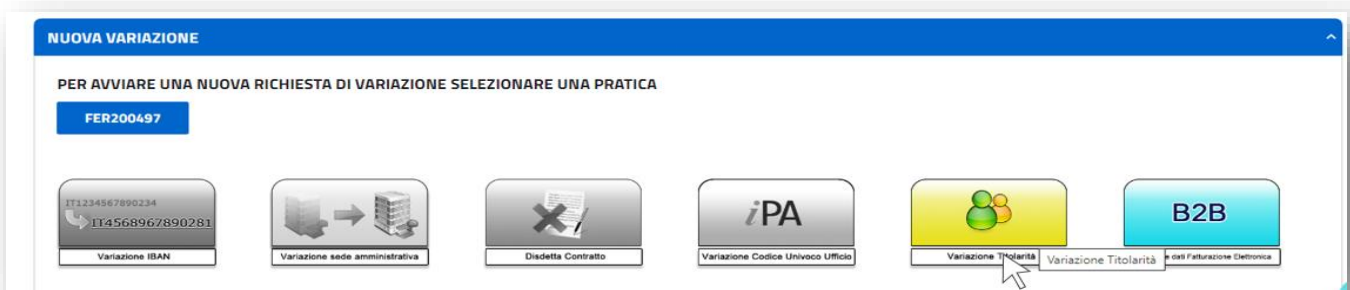 NUOVA VARIAZIONE
PER AVVIARE UNA NUOVA RICHIESTA DI VARIAZIONE SELEZIONARE UNA PRATICA
FER200497
IT1234567890234
IT4568967890281
iPA
B2B
Variazione IBAN
Variazione sede amministrativa
Disdetta Contratto
Variazione Codice Univoco Ufficio
Variazione Titolarità
Variazione Titolarità
dati Fatturazione Elettronica